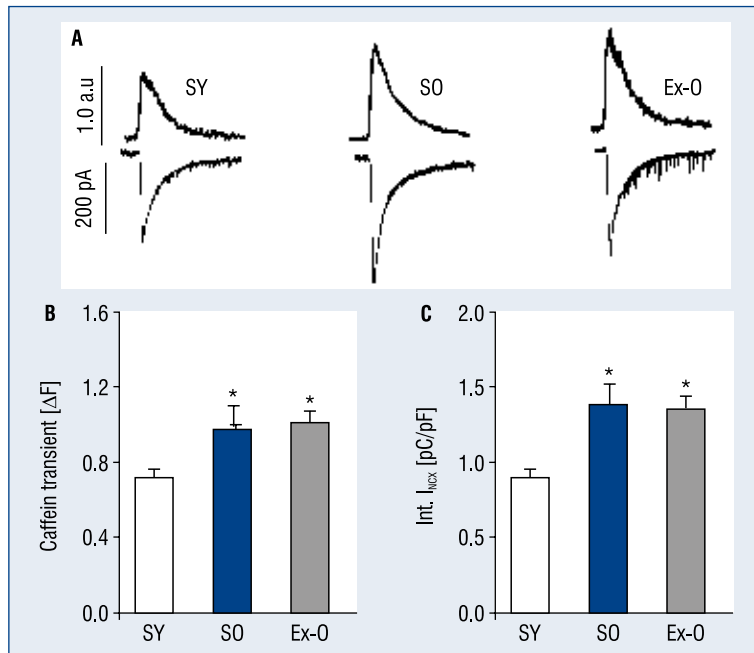 A
SY
SO
Ex-O
1.0 a.u
200 pA
B
Caffein transient [ΔF]
1.6
1.2
0.8
0.4
0.0
*
*
SY
SO
Ex-O
C
Int. I_NCX [pC/pF]
2.0
1.5
1.0
0.5
0.0
*
*
SY
SO
Ex-O